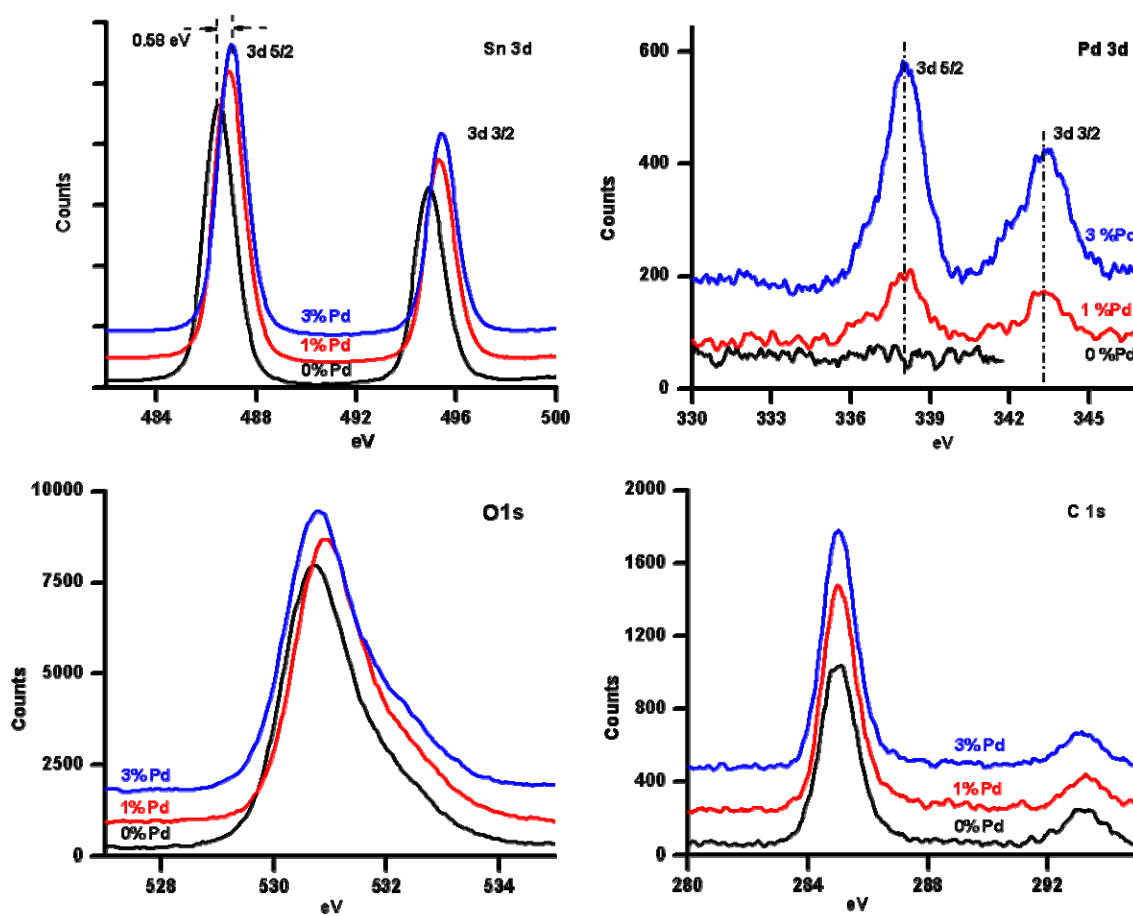 0.58 eV
3d 5/2
Sn 3d
3d 3/2
Counts
3% Pd
1% Pd
0% Pd
484
488
492
496
500
eV
Pd 3d
600
3d 5/2
3d 3/2
400
Counts
3 %Pd
200
1 %Pd
0 %Pd
0
330
333
336
339
342
345
eV
10000
O1s
7500
Counts
5000
2500
3% Pd
1% Pd
0% Pd
0
528
530
532
534
eV
2000
C 1s
1600
1200
Counts
800
3% Pd
400
1% Pd
0% Pd
0
280
284
288
292
eV